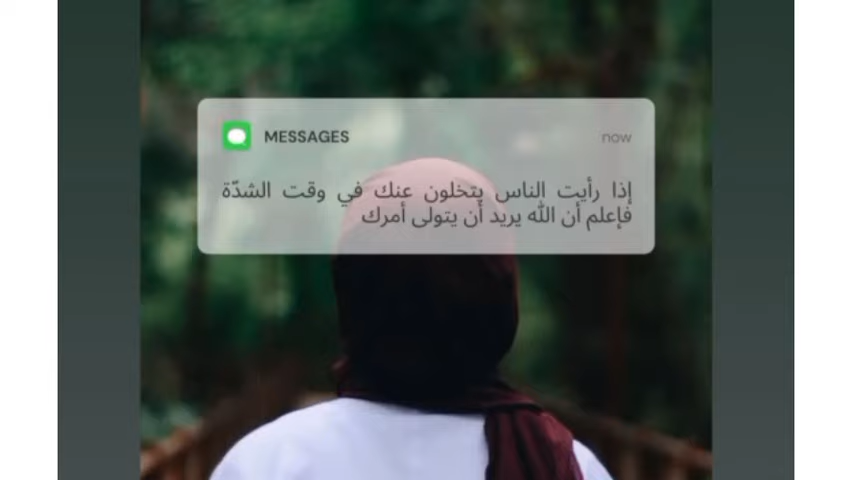 MESSAGES now
إذا رأيت الناس يتخلون عنك في وقت الشدّة
فإعلم أن الله يريد أن يتولى أمرك